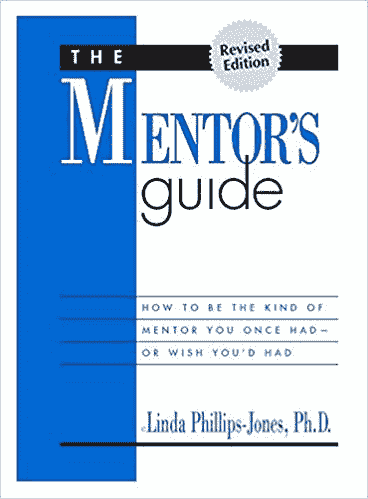 THE
Revised
Edition
MENTOR'S
guide
HOW TO BE THE KIND OF
MENTOR YOU ONCE HAD—
OR WISH YOU'D HAD
Linda Phillips-Jones, Ph.D.